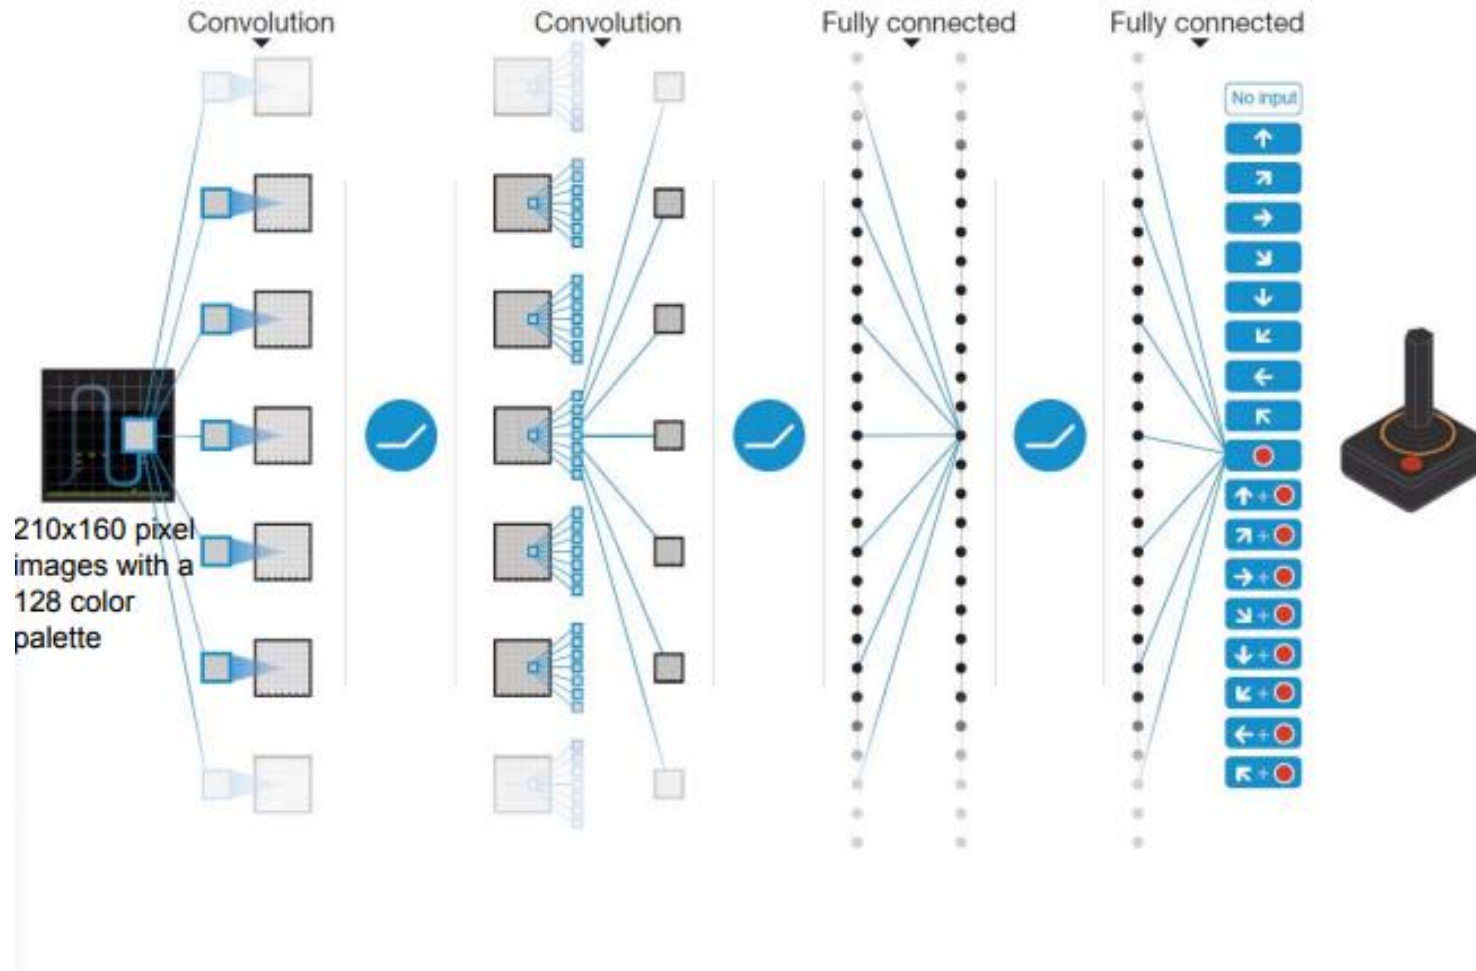 Convolution
Convolution
Fully connected
Fully connected
No input
210x160 pixel
images with a
128 color
palette